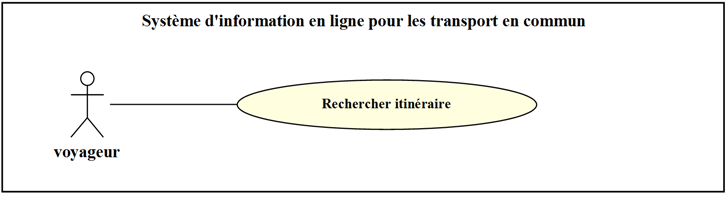 Système d'information en ligne pour les transport en commun
Rechercher itinéraire
voyageur